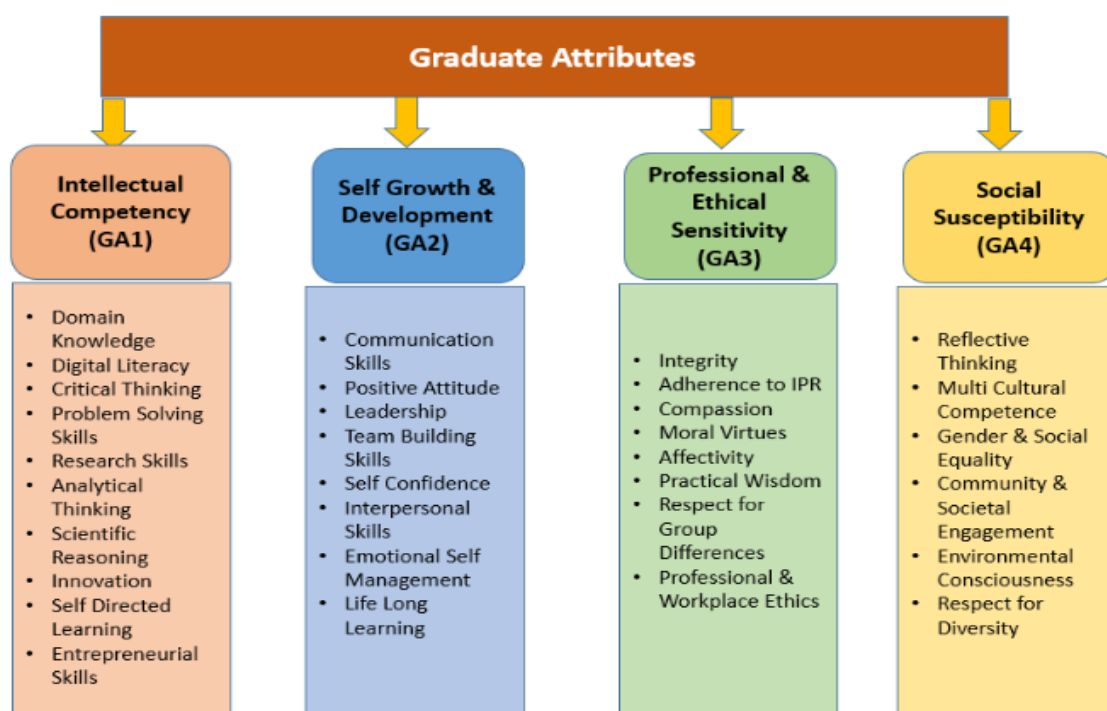 Graduate Attributes
Intellectual
Competency
(GA1)
• Domain
Knowledge
• Digital Literacy
• Critical Thinking
• Problem Solving
Skills
• Research Skills
• Analytical
Thinking
• Scientific
Reasoning
• Innovation
• Self Directed
Learning
• Entrepreneurial
Skills
Self Growth &
Development
(GA2)
• Communication
Skills
• Positive Attitude
• Leadership
• Team Building
Skills
• Self Confidence
• Interpersonal
Skills
• Emotional Self
Management
• Life Long
Learning
Professional &
Ethical
Sensitivity
(GA3)
• Integrity
• Adherence to IPR
• Compassion
• Moral Virtues
• Affectivity
• Practical Wisdom
• Respect for
Group
Differences
• Professional &
Workplace Ethics
Social
Susceptibility
(GA4)
• Reflective
Thinking
• Multi Cultural
Competence
• Gender & Social
Equality
• Community &
Societal
Engagement
• Environmental
Consciousness
• Respect for
Diversity